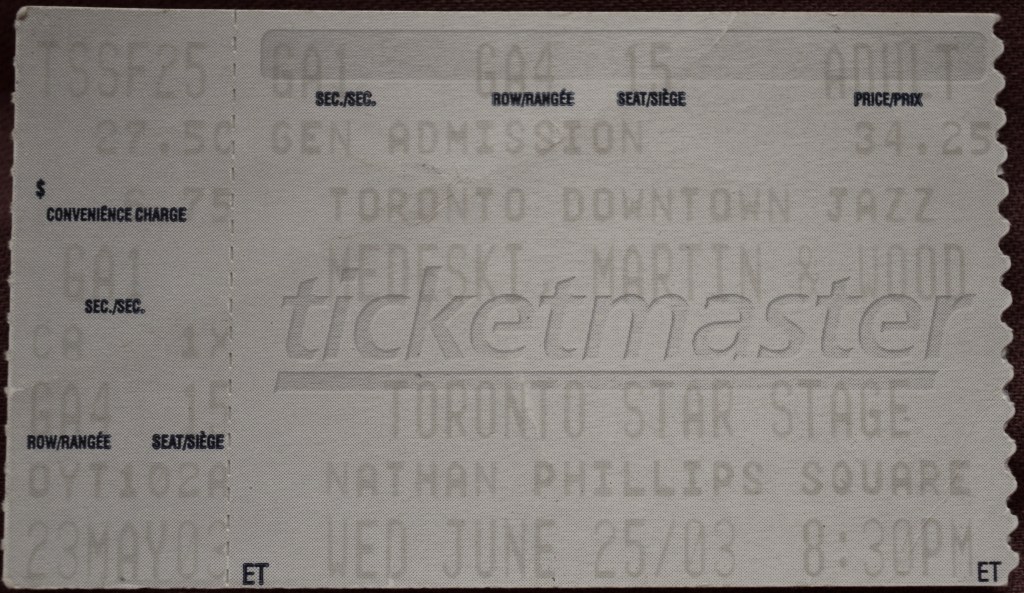 TSSF25 GA1 GA4 15 ADULT
SEC./SEC. ROW/RANGÉE SEAT/SIÈGE PRICE/PRIX
27.50 GEN ADMISSION 34.25
$ 6.75 TORONTO DOWNTOWN JAZZ
CONVENIENCE CHARGE
GA1 MEDESKI, MARTIN & WOOD
SEC./SEC. ticketmaster
CA 1X
GA4 15 TORONTO STAR STAGE
ROW/RANGÉE SEAT/SIÈGE
OYT102A NATHAN PHILLIPS SQUARE
23MAY03 WED JUNE 25/03 8:30PM
ET ET